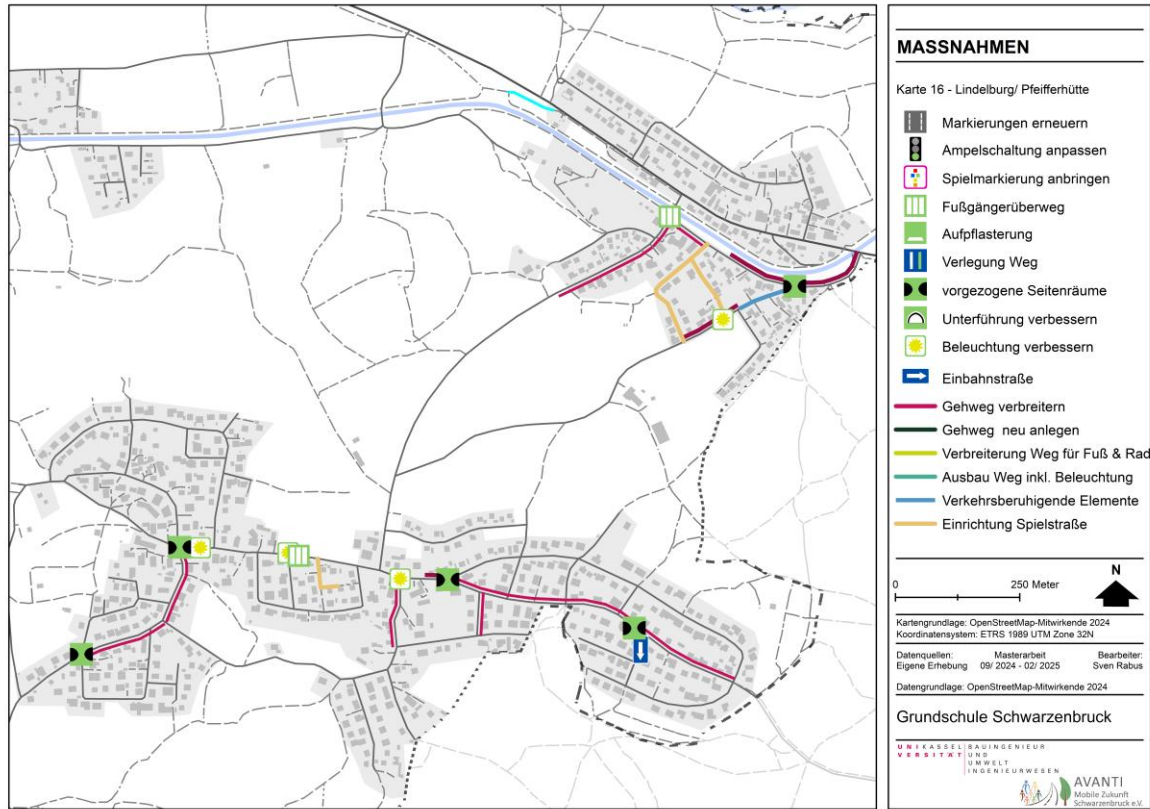 MASSNAHMEN
Karte 16 - Lindelburg/ Pfeifferhütte
Markierungen erneuern
Ampelschaltung anpassen
Spielmarkierung anbringen
Fußgängerüberweg
Aufpflasterung
Verlegung Weg
vorgezogene Seitenräume
Unterführung verbessern
Beleuchtung verbessern
Einbahnstraße
Gehweg verbreitern
Gehweg neu anlegen
Verbreiterung Weg für Fuß & Rad
Ausbau Weg inkl. Beleuchtung
Verkehrsberuhigende Elemente
Einrichtung Spielstraße
0 250 Meter
N
Kartengrundlage: OpenStreetMap-Mitwirkende 2024
Koordinatensystem: ETRS 1989 UTM Zone 32N
Datenquellen: Masterarbeit Bearbeiter:
Eigene Erhebung 09/ 2024 - 02/ 2025 Sven Rabus
Datengrundlage: OpenStreetMap-Mitwirkende 2024
Grundschule Schwarzenbruck
UNIKASSEL BAUINGENIEUR
VERSITÄT UND
UMWELT
INGENIEURWESEN
AVANTI
Mobile Zukunft
Schwarzenbruck e.V.